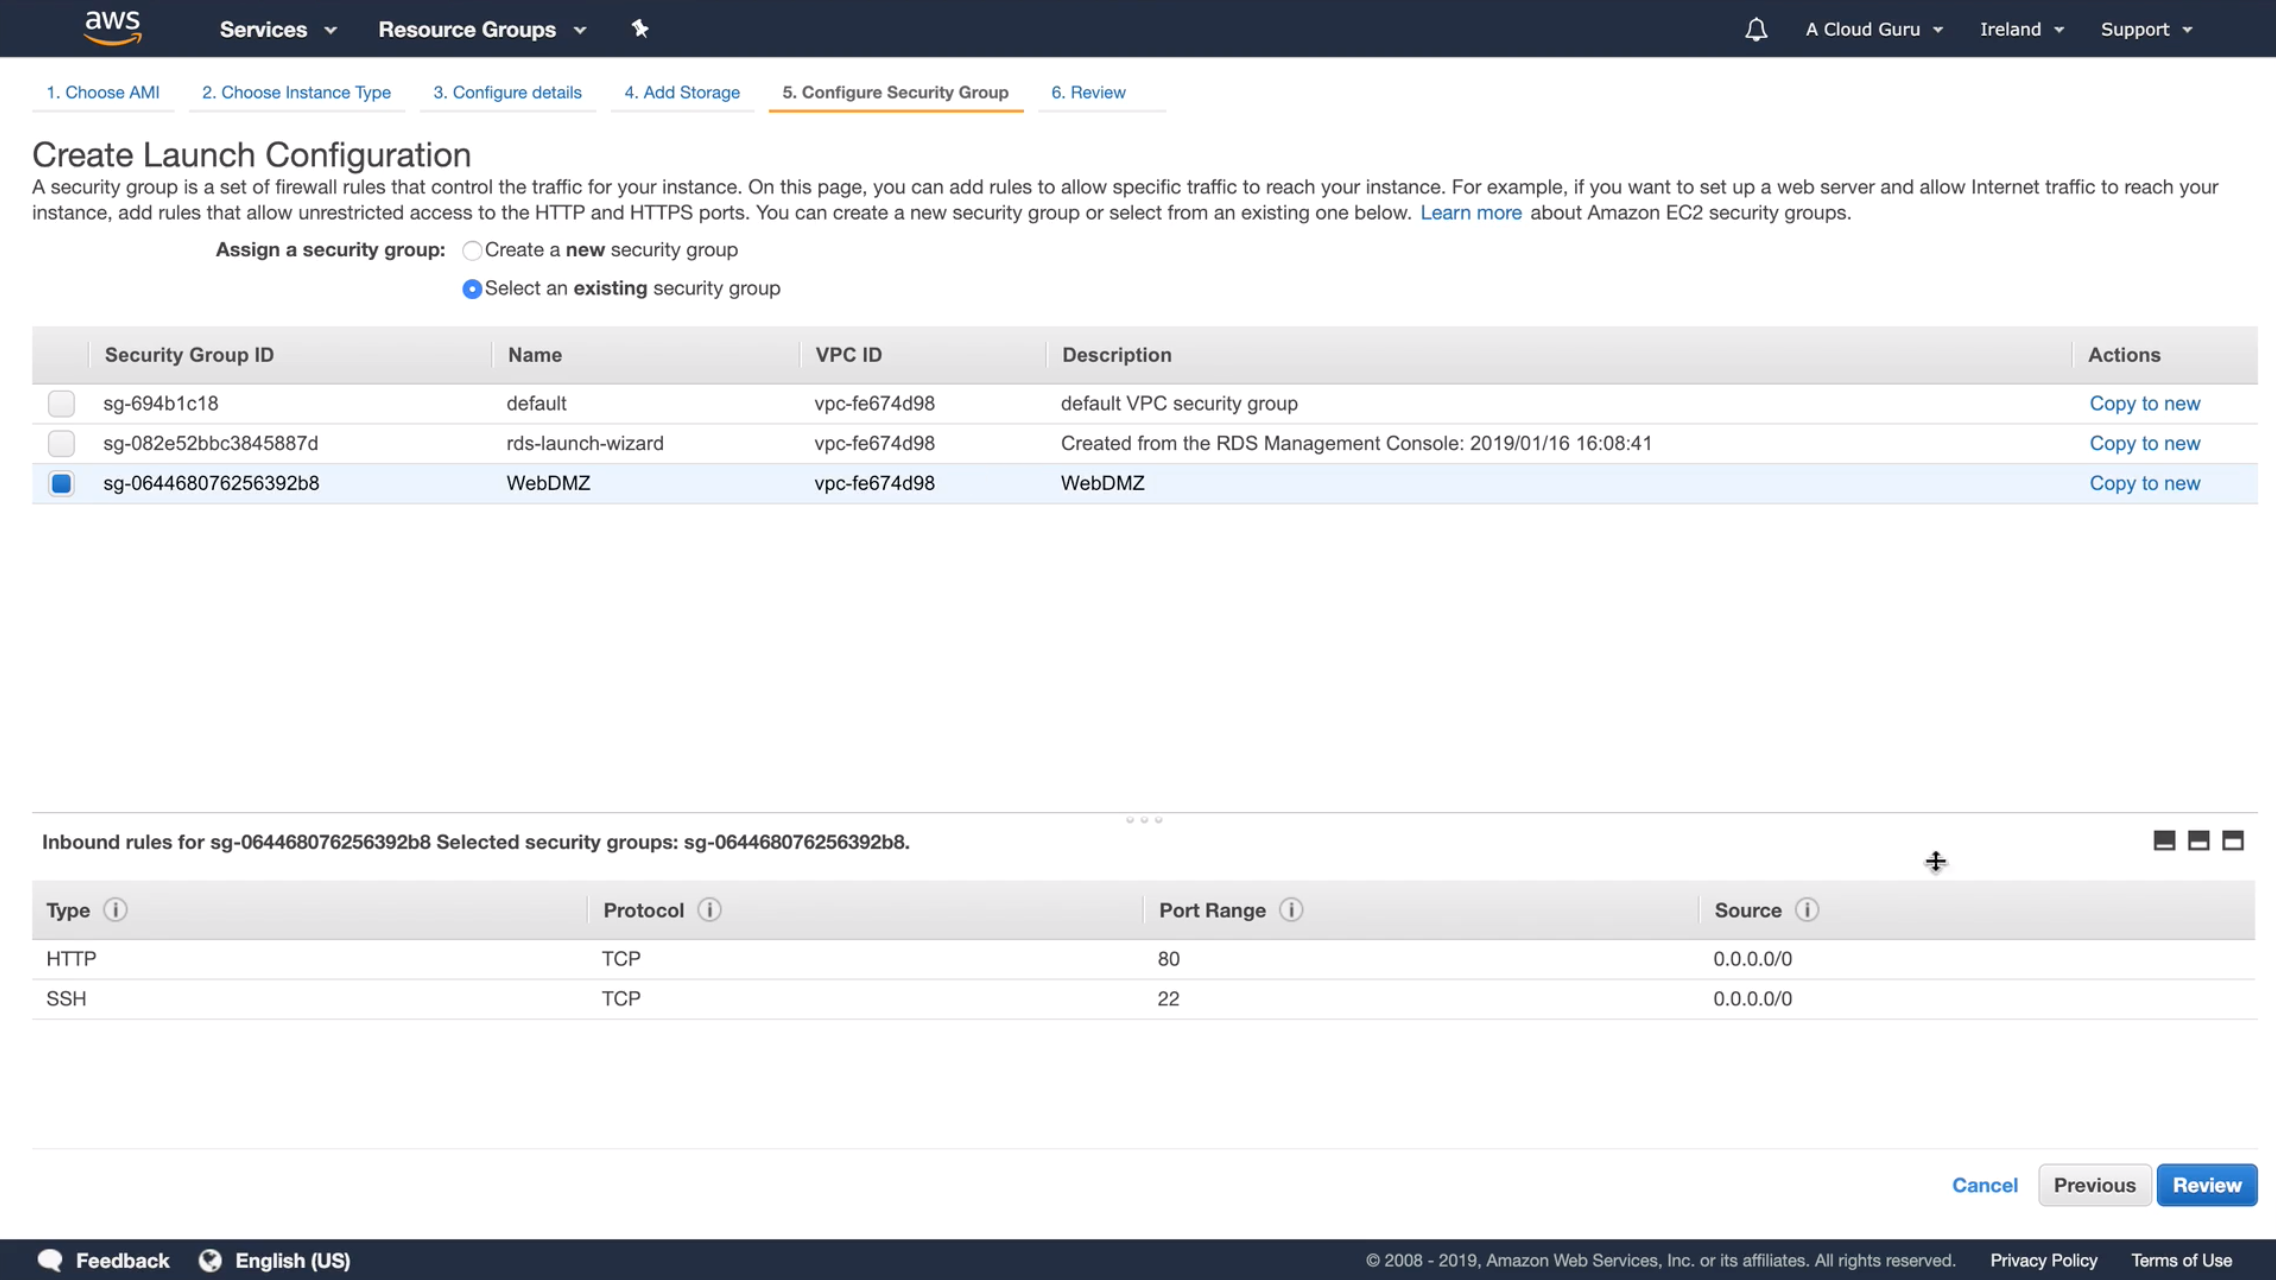 aws Services Resource Groups A Cloud Guru Ireland Support
1. Choose AMI 2. Choose Instance Type 3. Configure details 4. Add Storage 5. Configure Security Group 6. Review
Create Launch Configuration
A security group is a set of firewall rules that control the traffic for your instance. On this page, you can add rules to allow specific traffic to reach your instance. For example, if you want to set up a web server and allow Internet traffic to reach your
instance, add rules that allow unrestricted access to the HTTP and HTTPS ports. You can create a new security group or select from an existing one below. Learn more about Amazon EC2 security groups.
Assign a security group: Create a new security group
Select an existing security group
Security Group ID Name VPC ID Description Actions
sg-694b1c18 default vpc-fe674d98 default VPC security group Copy to new
sg-082e52bbc3845887d rds-launch-wizard vpc-fe674d98 Created from the RDS Management Console: 2019/01/16 16:08:41 Copy to new
sg-064468076256392b8 WebDMZ vpc-fe674d98 WebDMZ Copy to new
Inbound rules for sg-064468076256392b8 Selected security groups: sg-064468076256392b8.
Type i Protocol i Port Range i Source i
HTTP TCP 80 0.0.0.0/0
SSH TCP 22 0.0.0.0/0
Cancel Previous Review
Feedback English (US) © 2008 - 2019, Amazon Web Services, Inc. or its affiliates. All rights reserved. Privacy Policy Terms of Use